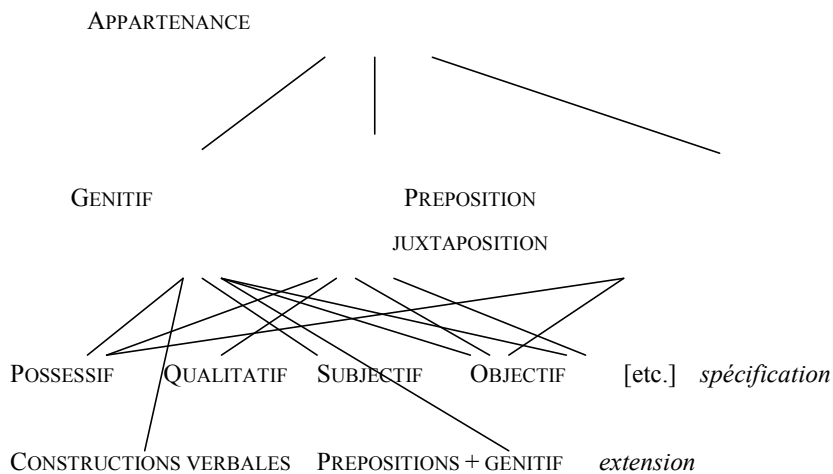 APPARTENANCE
GENITIF PREPOSITION
JUXTAPOSITION
POSSESSIF QUALITATIF SUBJECTIF OBJECTIF [etc.] spécification
CONSTRUCTIONS VERBALES PREPOSITIONS + GENITIF extension